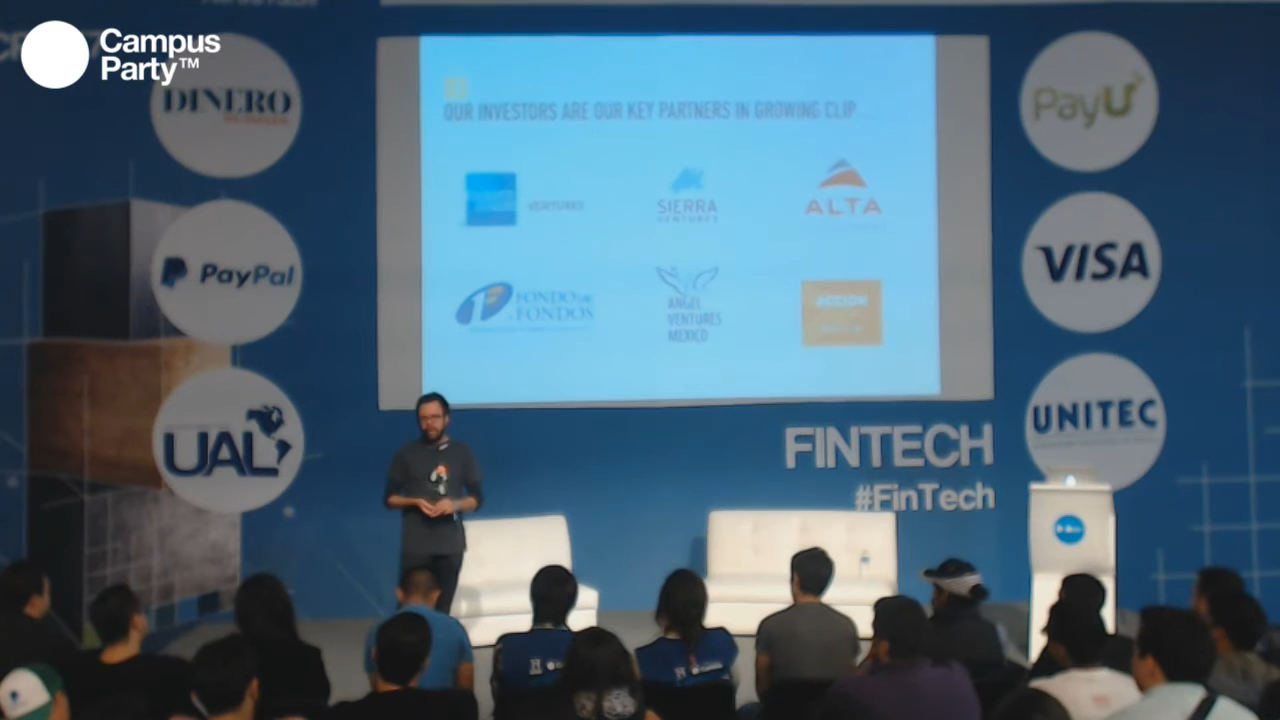 Campus
Party™
DINERO
PayPal
UAL
OUR INVESTORS ARE OUR KEY PARTNERS IN GROWING CLIP
VENTURES
SIERRA
VENTURES
ALTA
FONDO DE
FONDOS
ANGEL
VENTURES
MEXICO
ACCION
PayU
VISA
UNITEC
FINTECH
#FinTech